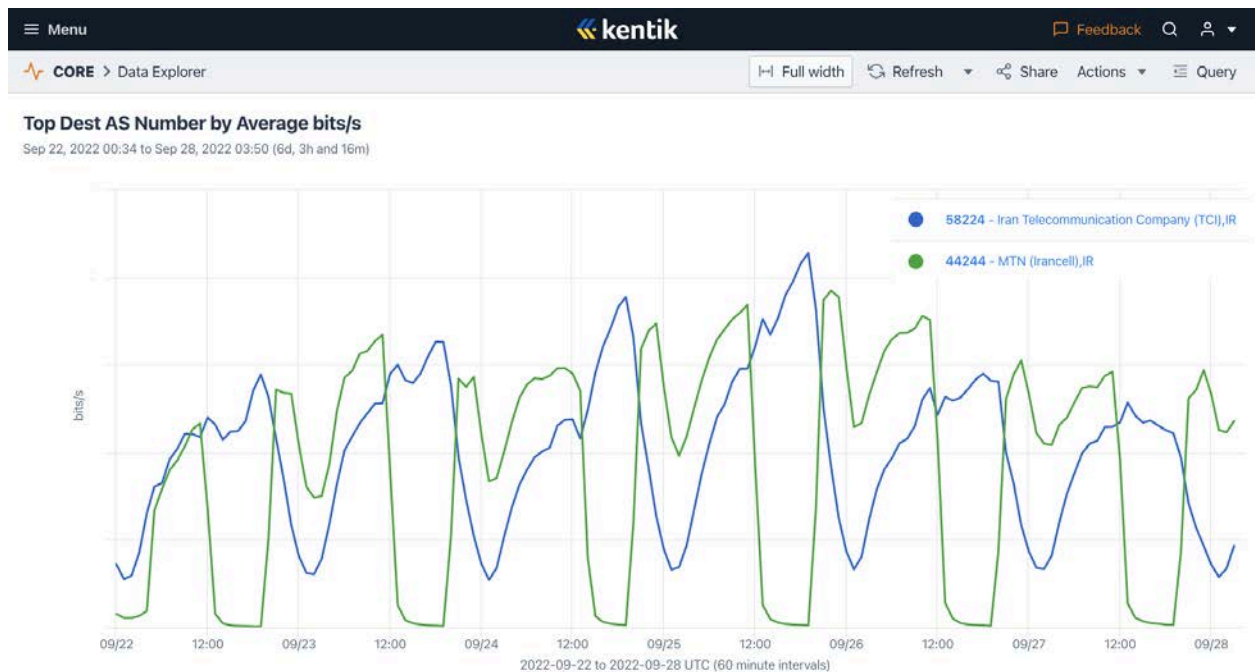 Menu
kentik
Feedback
CORE > Data Explorer
Full width
Refresh
Share
Actions
Query
Top Dest AS Number by Average bits/s
Sep 22, 2022 00:34 to Sep 28, 2022 03:50 (6d, 3h and 16m)
58224 - Iran Telecommunication Company (TCI),IR
44244 - MTN (Irancell),IR
bits/s
09/22 12:00 09/23 12:00 09/24 12:00 09/25 12:00 09/26 12:00 09/27 12:00 09/28
2022-09-22 to 2022-09-28 UTC (60 minute intervals)